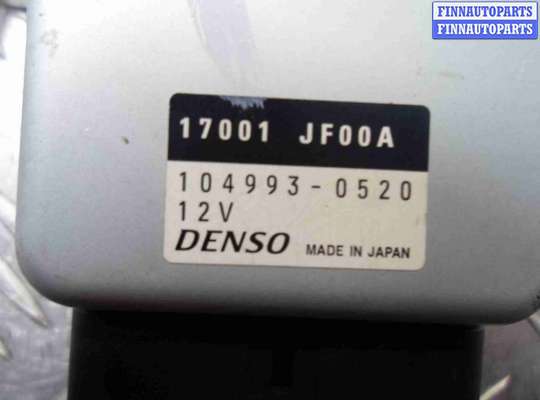 FINNAUTOPARTS
FINNAUTOPARTS
17001 JF00A
104993-0520
12V
DENSO MADE IN JAPAN